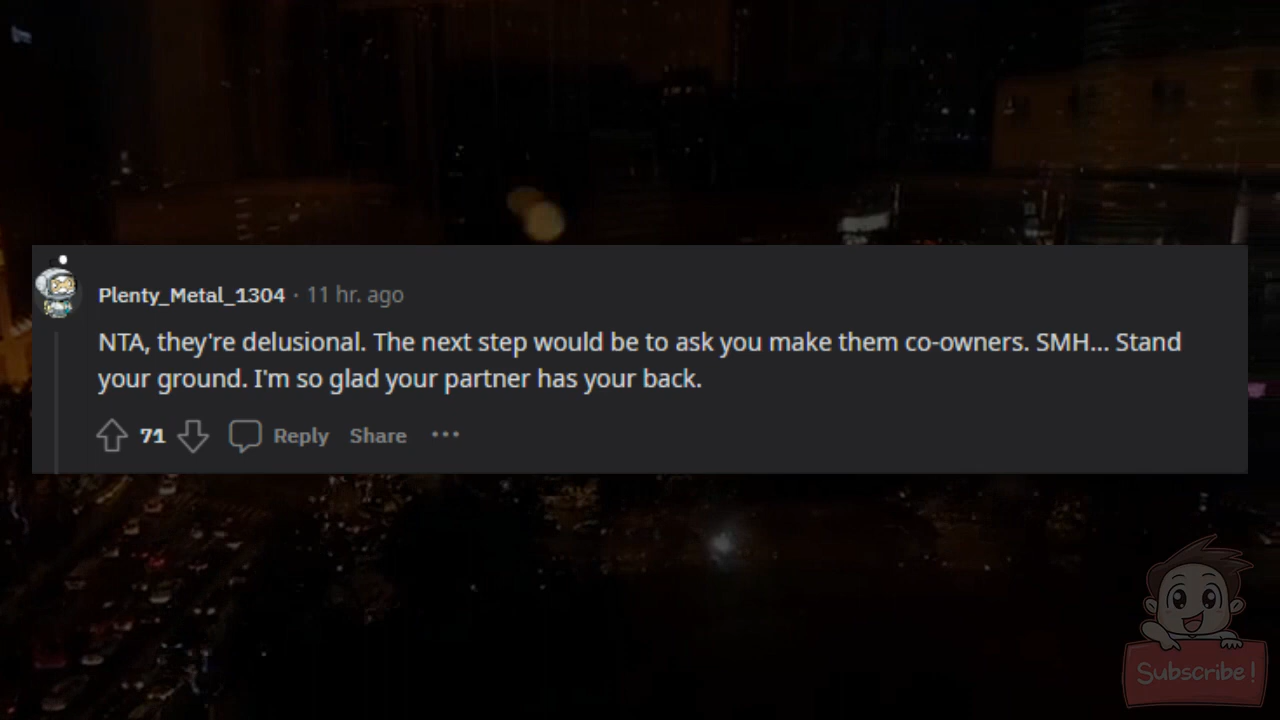 Plenty_Metal_1304 · 11 hr. ago
NTA, they're delusional. The next step would be to ask you make them co-owners. SMH... Stand
your ground. I'm so glad your partner has your back.
71 Reply Share ···
Subscribe!